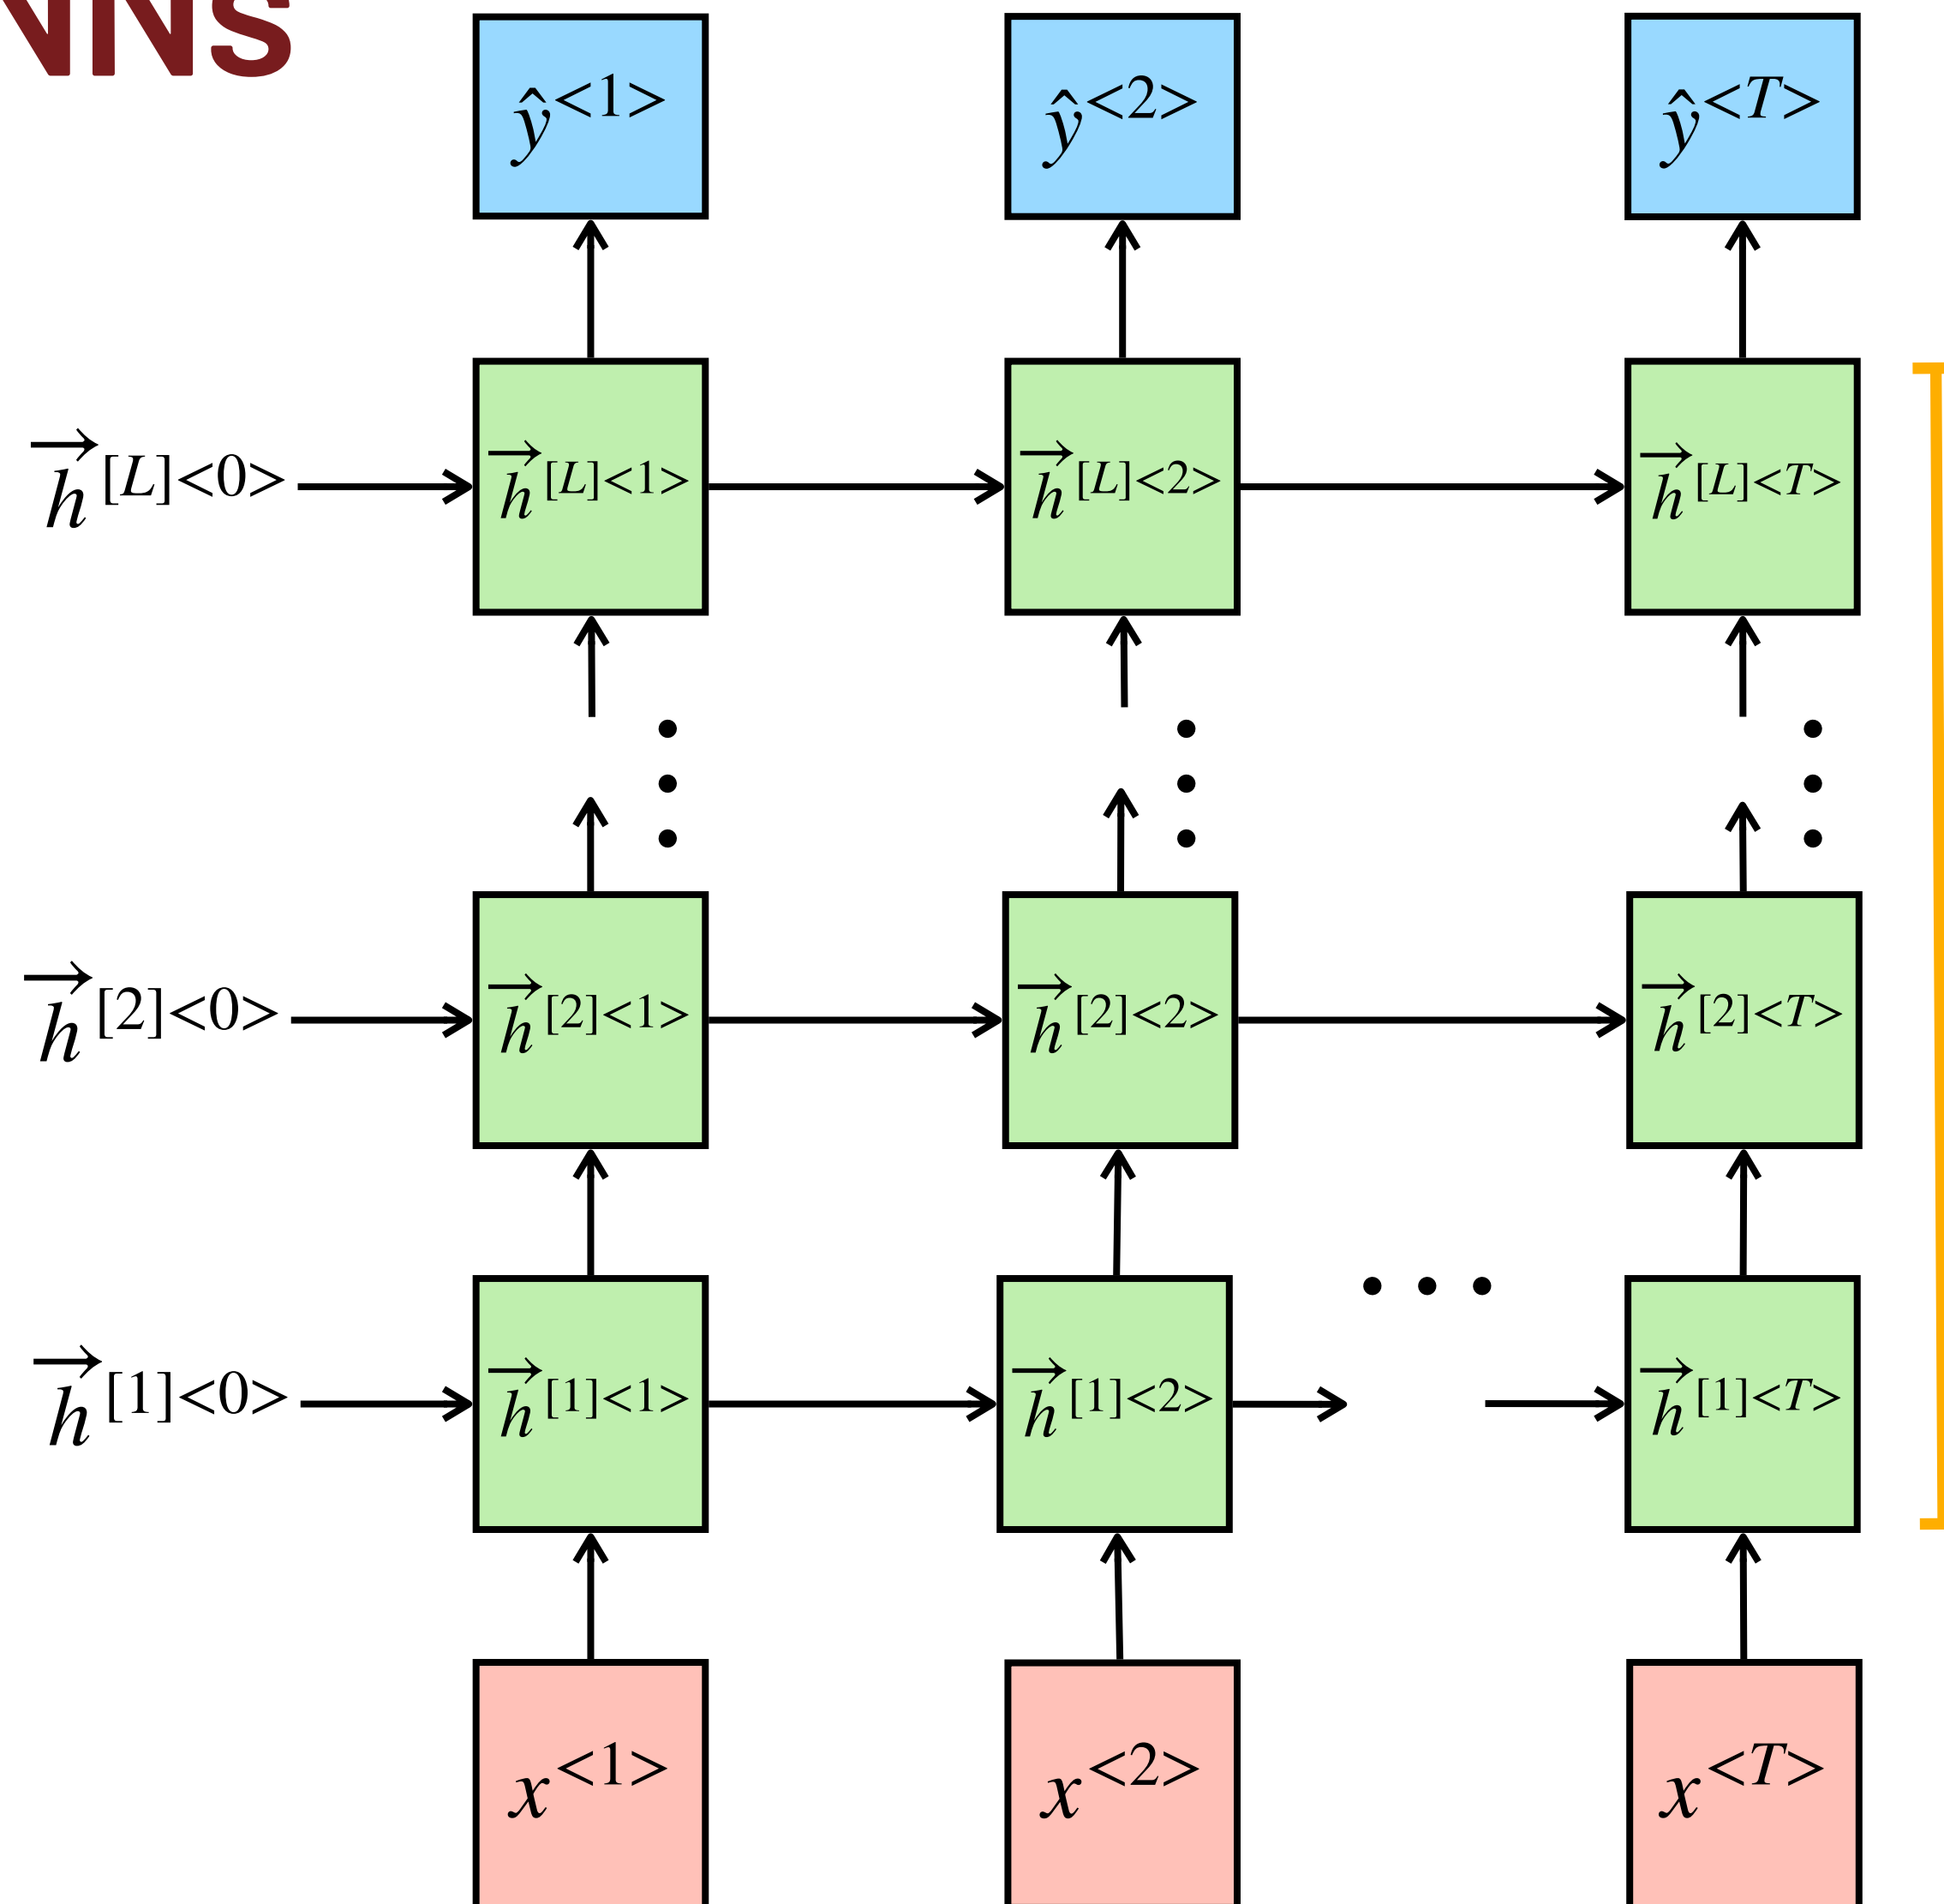 NNS
ŷ<1> ŷ<2> ŷ<T>
h⃗[L]<0> h⃗[L]<1> h⃗[L]<2> h⃗[L]<T>
h⃗[2]<0> h⃗[2]<1> h⃗[2]<2> h⃗[2]<T>
h⃗[1]<0> h⃗[1]<1> h⃗[1]<2> h⃗[1]<T>
x<1> x<2> x<T>